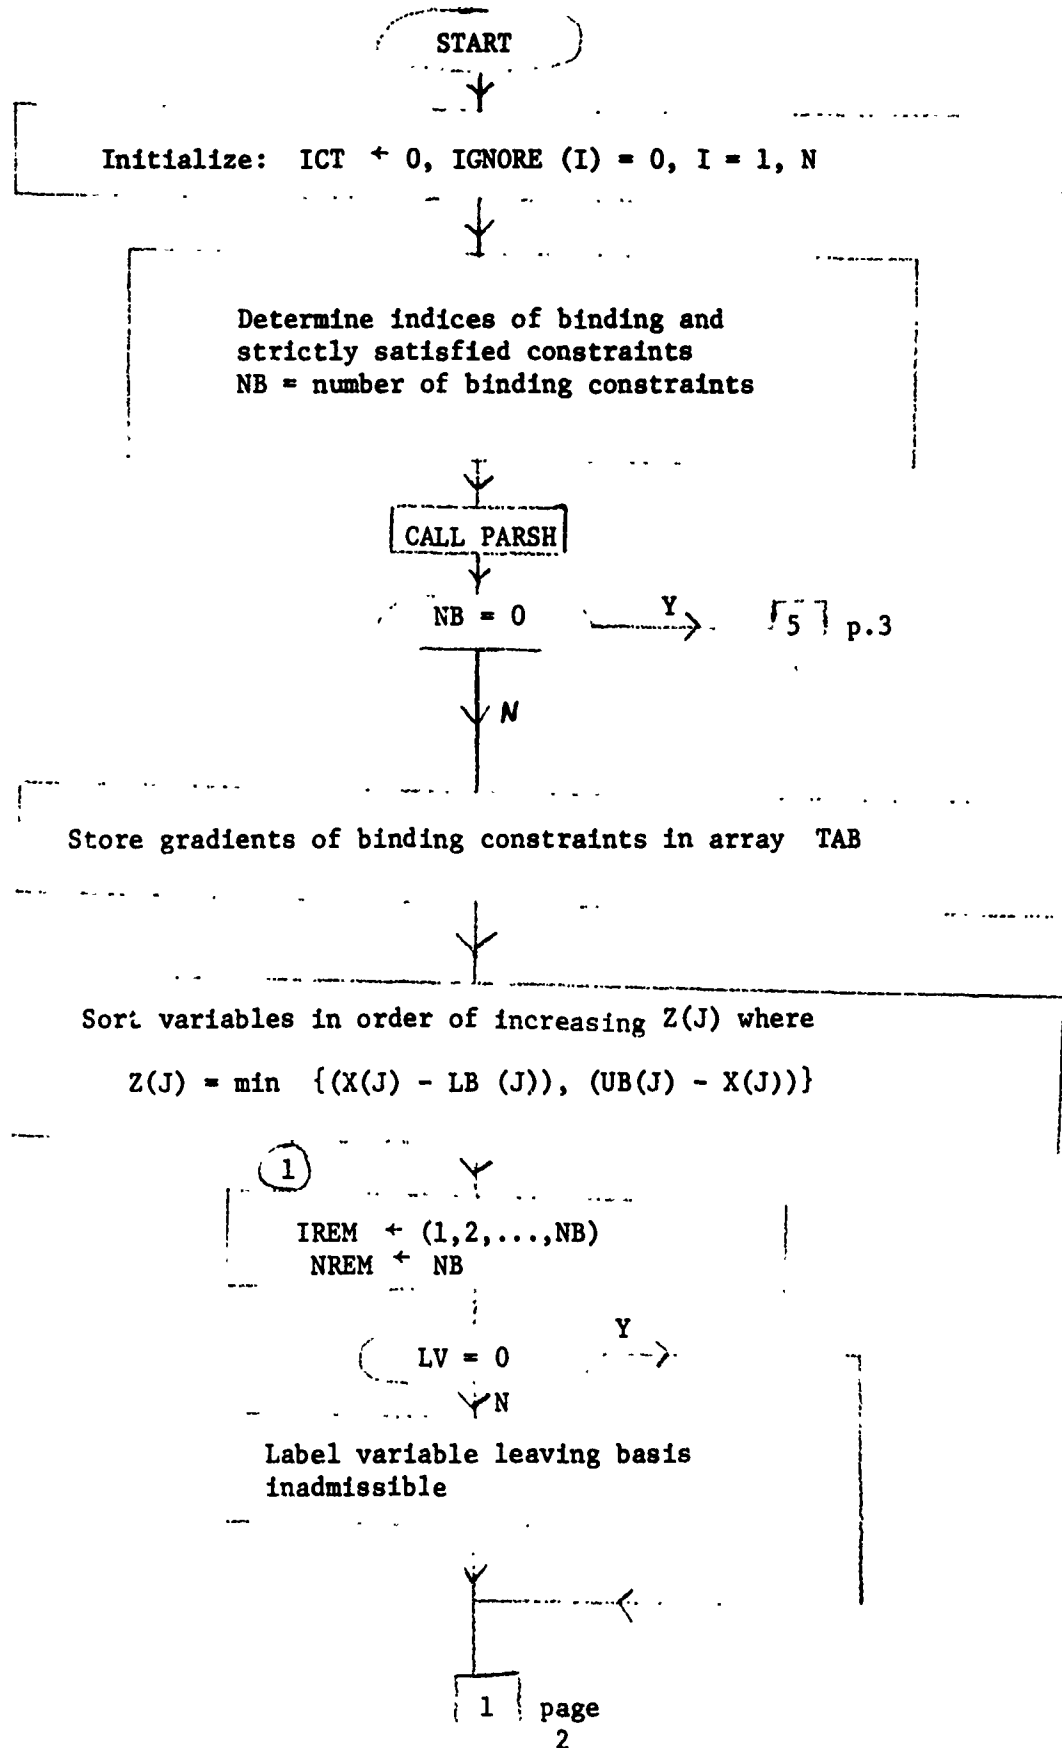 START
Initialize: ICT ← 0, IGNORE (I) = 0, I = 1, N
Determine indices of binding and
strictly satisfied constraints
NB = number of binding constraints
CALL PARSH
NB = 0
Y
5 p.3
N
Store gradients of binding constraints in array TAB
Sort variables in order of increasing Z(J) where
Z(J) = min {(X(J) - LB (J)), (UB(J) - X(J))}
1
IREM ← (1,2,...,NB)
NREM ← NB
LV = 0
Y
N
Label variable leaving basis
inadmissible
1 page
2